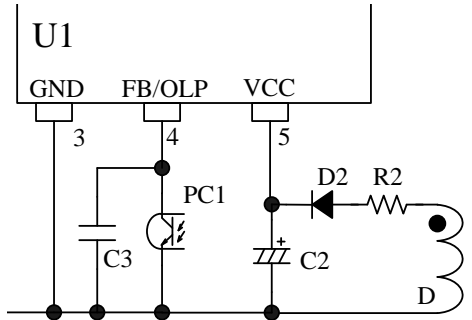 U1
GND FB/OLP VCC
3 4 5
PC1 D2 R2
C3 C2
D
+